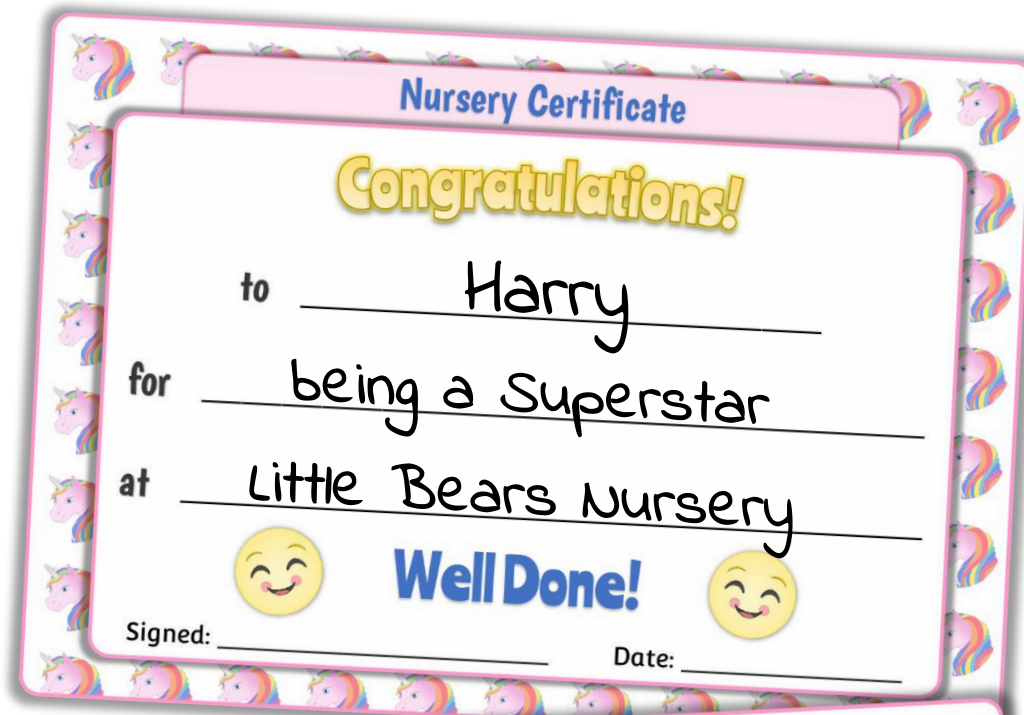 Nursery Certificate
Congratulations!
to Harry
for being a Superstar
at Little Bears Nursery
Well Done!
Signed: Date: